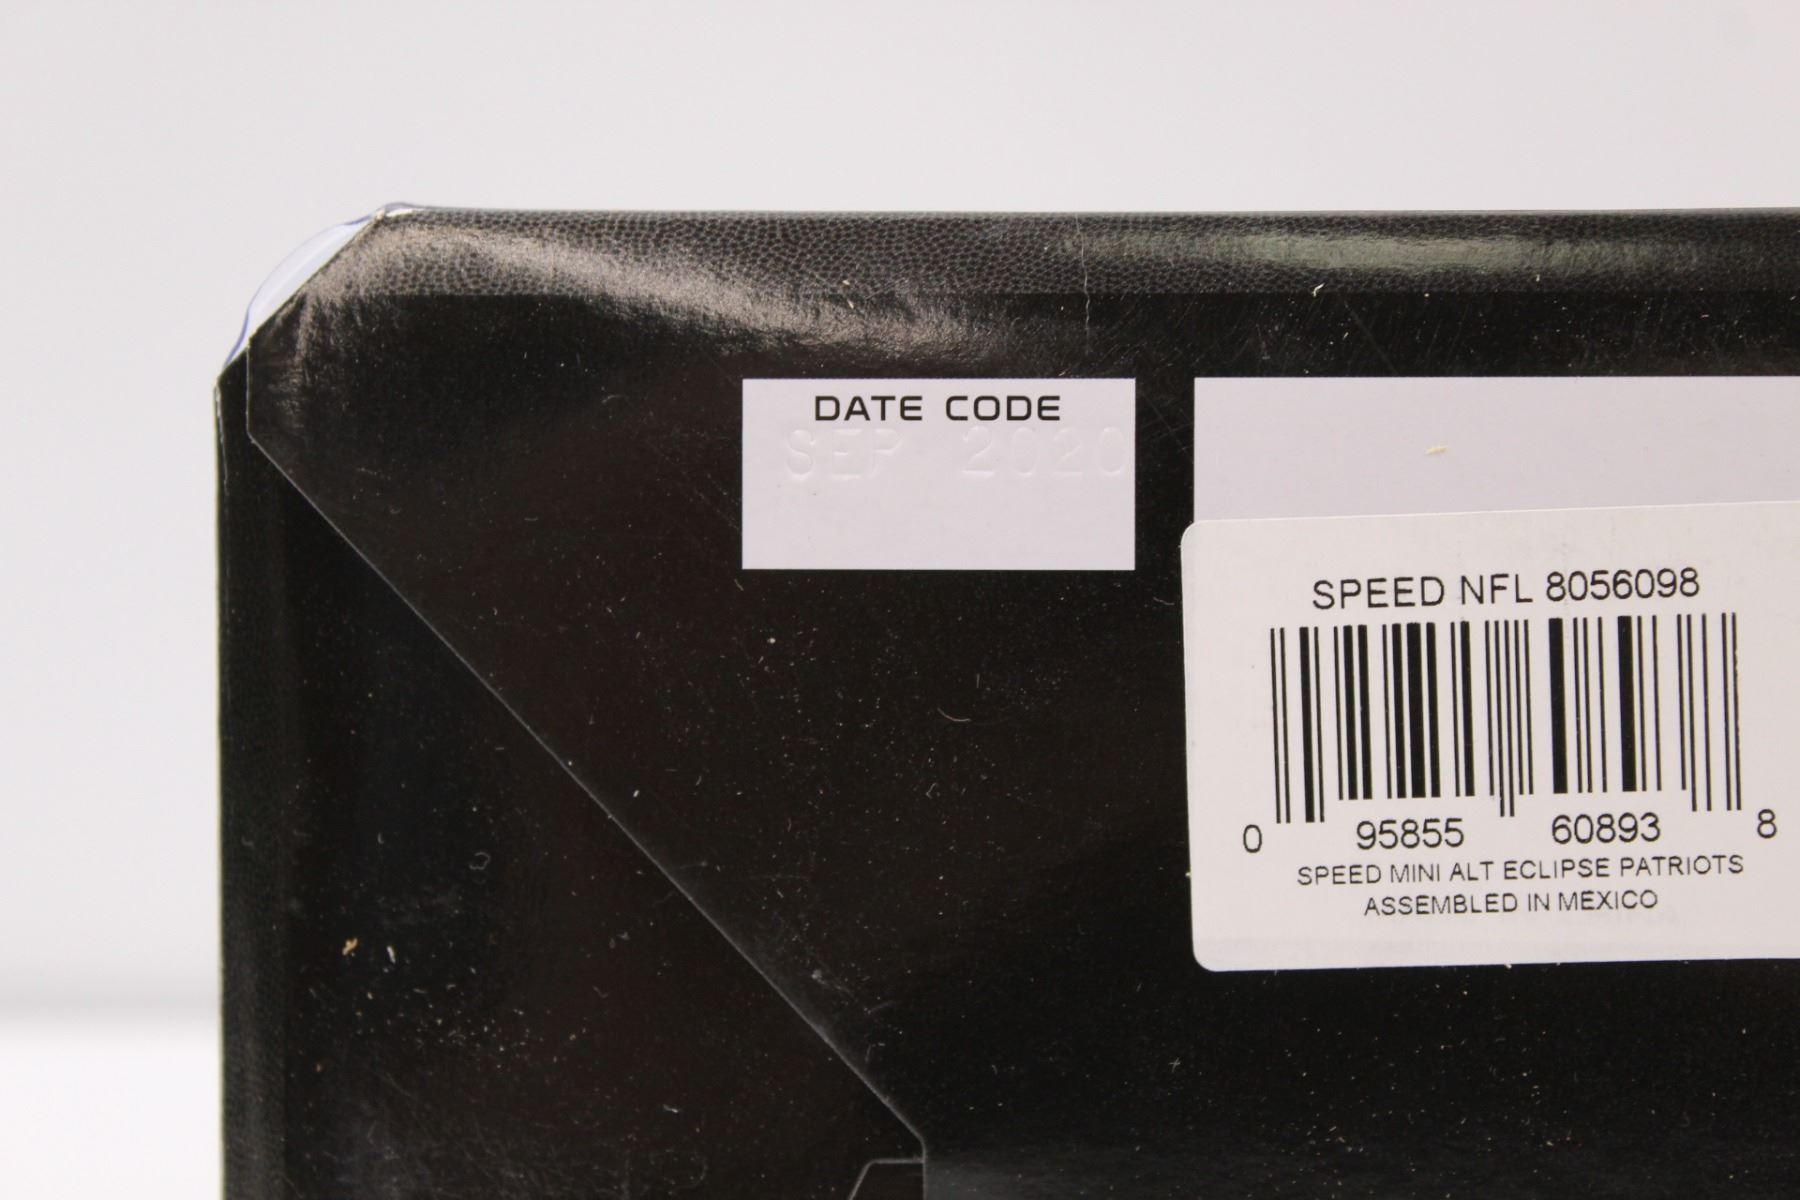 DATE CODE
SEP 2020
SPEED NFL 8056098
0 95855 60893 8
SPEED MINI ALT ECLIPSE PATRIOTS
ASSEMBLED IN MEXICO